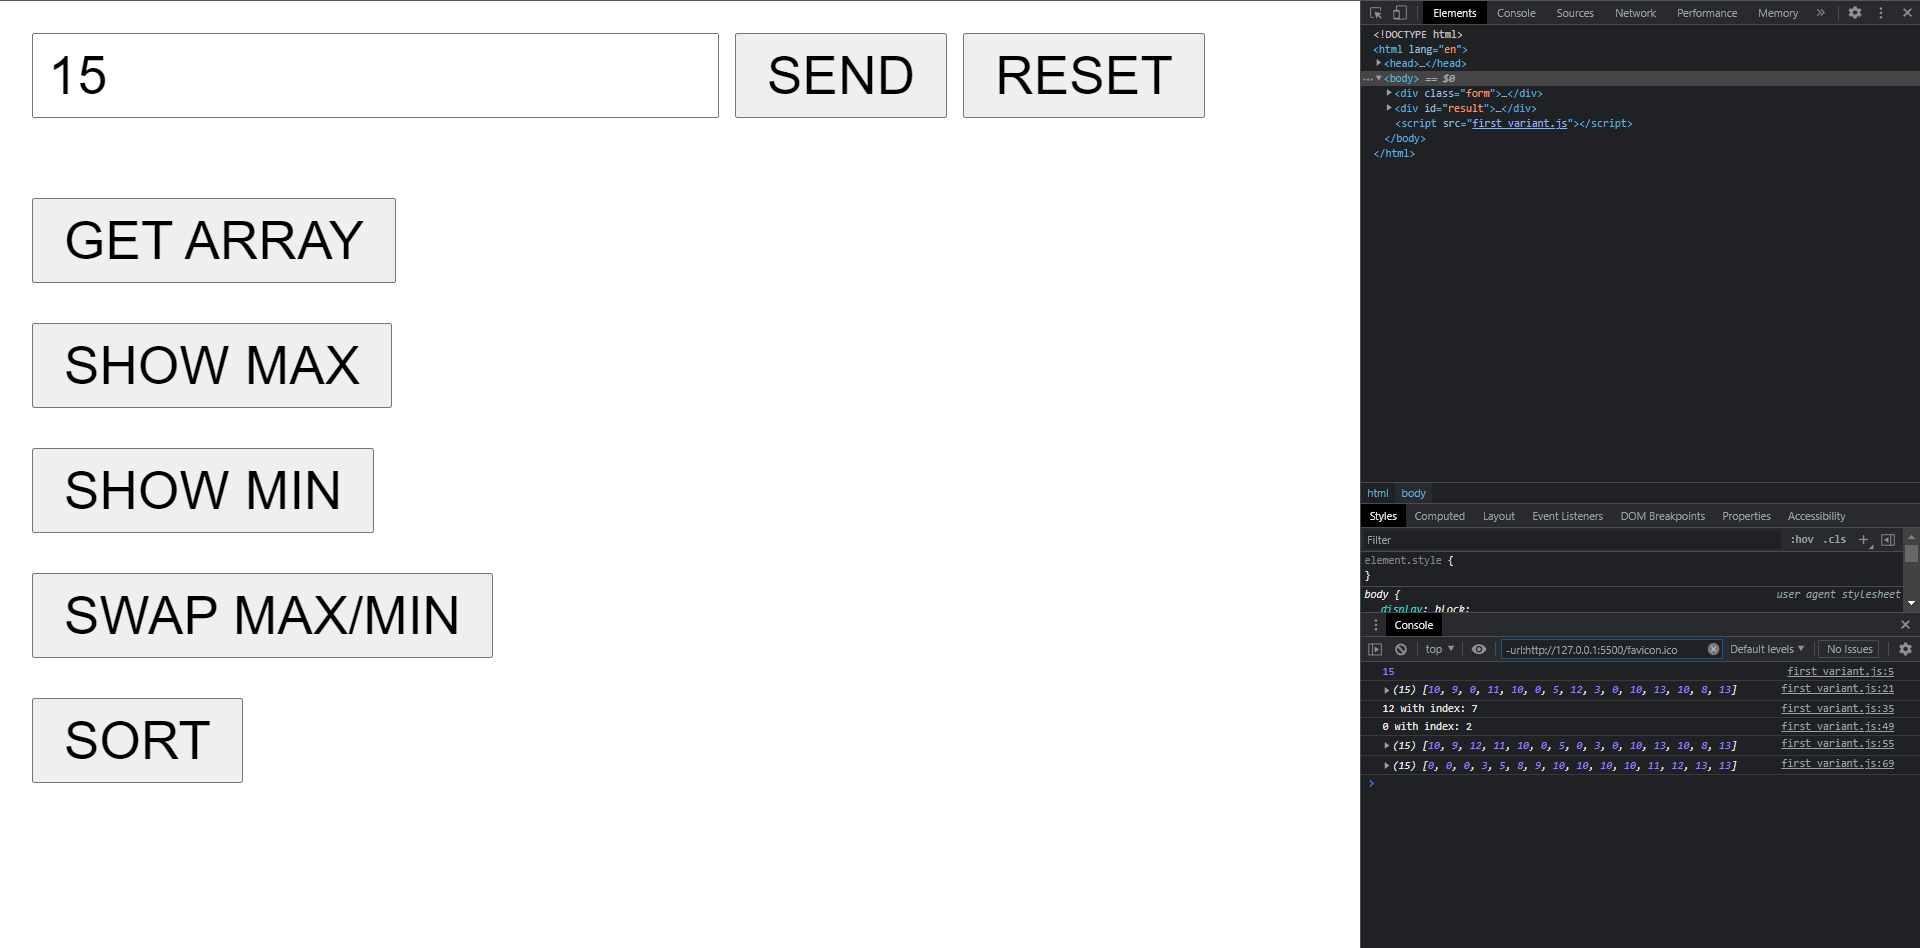 15
SEND
RESET
GET ARRAY
SHOW MAX
SHOW MIN
SWAP MAX/MIN
SORT
Elements Console Sources Network Performance Memory »
<!DOCTYPE html>
<html lang="en">
<head>…</head>
<body> == $0
<div class="form">…</div>
<div id="result">…</div>
<script src="first_variant.js"></script>
</body>
</html>
html body
Styles Computed Layout Event Listeners DOM Breakpoints Properties Accessibility
Filter :hov .cls +
element.style {
}
body { user agent stylesheet
display: block;
Console
top -url:http://127.0.0.1:5500/favicon.ico Default levels No Issues
15 first_variant.js:5
(15) [10, 9, 0, 11, 10, 0, 5, 12, 3, 0, 10, 13, 10, 8, 13] first_variant.js:21
12 with index: 7 first_variant.js:35
0 with index: 2 first_variant.js:49
(15) [10, 9, 12, 11, 10, 0, 5, 0, 3, 0, 10, 13, 10, 8, 13] first_variant.js:55
(15) [0, 0, 0, 3, 5, 8, 9, 10, 10, 10, 10, 11, 12, 13, 13] first_variant.js:69